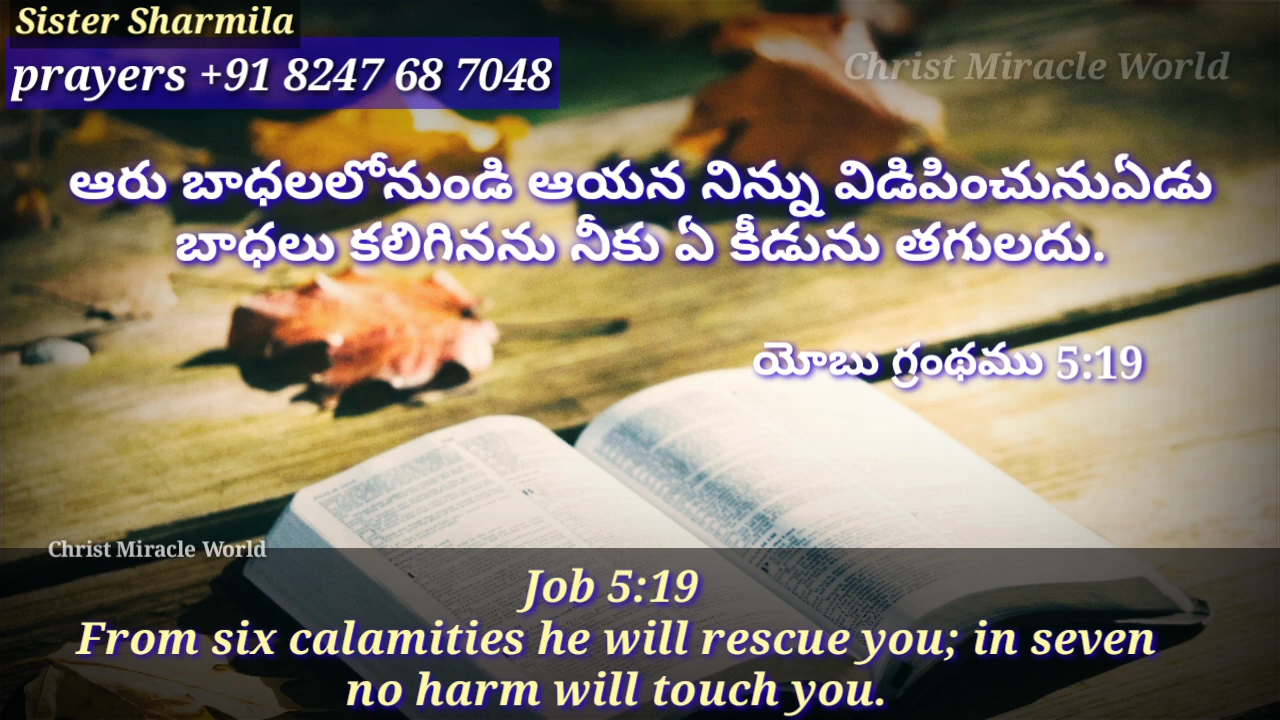 Sister Sharmila
prayers +91 8247 68 7048
Christ Miracle World
ఆరు బాధలలోనుండి ఆయన నిన్ను విడిపించునుఏడు
బాధలు కలిగినను నీకు ఏ కీడును తగులదు.
యోబు గ్రంథము 5:19
Christ Miracle World
Job 5:19
From six calamities he will rescue you; in seven
no harm will touch you.